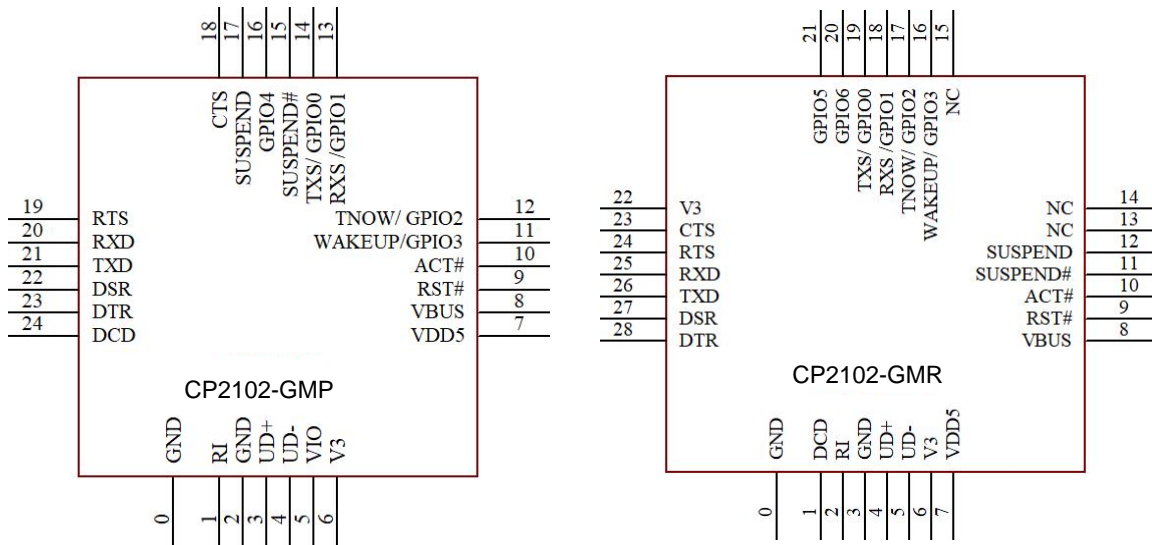 18 17 16 15 14 13
CTS
SUSPEND
GPIO4
SUSPEND#
TXS/ GPIO0
RXS /GPIO1
19 RTS
20 RXD
21 TXD
22 DSR
23 DTR
24 DCD
TNOW/ GPIO2 12
WAKEUP/GPIO3 11
ACT# 10
RST# 9
VBUS 8
VDD5 7
CP2102-GMP
GND
RI
GND
UD+
UD-
VIO
V3
0 1 2 3 4 5 6
21 20 19 18 17 16 15
GPIO5
GPIO6
TXS/ GPIO0
RXS /GPIO1
TNOW/ GPIO2
WAKEUP/ GPIO3
NC
22 V3
23 CTS
24 RTS
25 RXD
26 TXD
27 DSR
28 DTR
NC 14
NC 13
SUSPEND 12
SUSPEND# 11
ACT# 10
RST# 9
VBUS 8
CP2102-GMR
GND
DCD
RI
GND
UD+
UD-
V3
VDD5
0 1 2 3 4 5 6 7